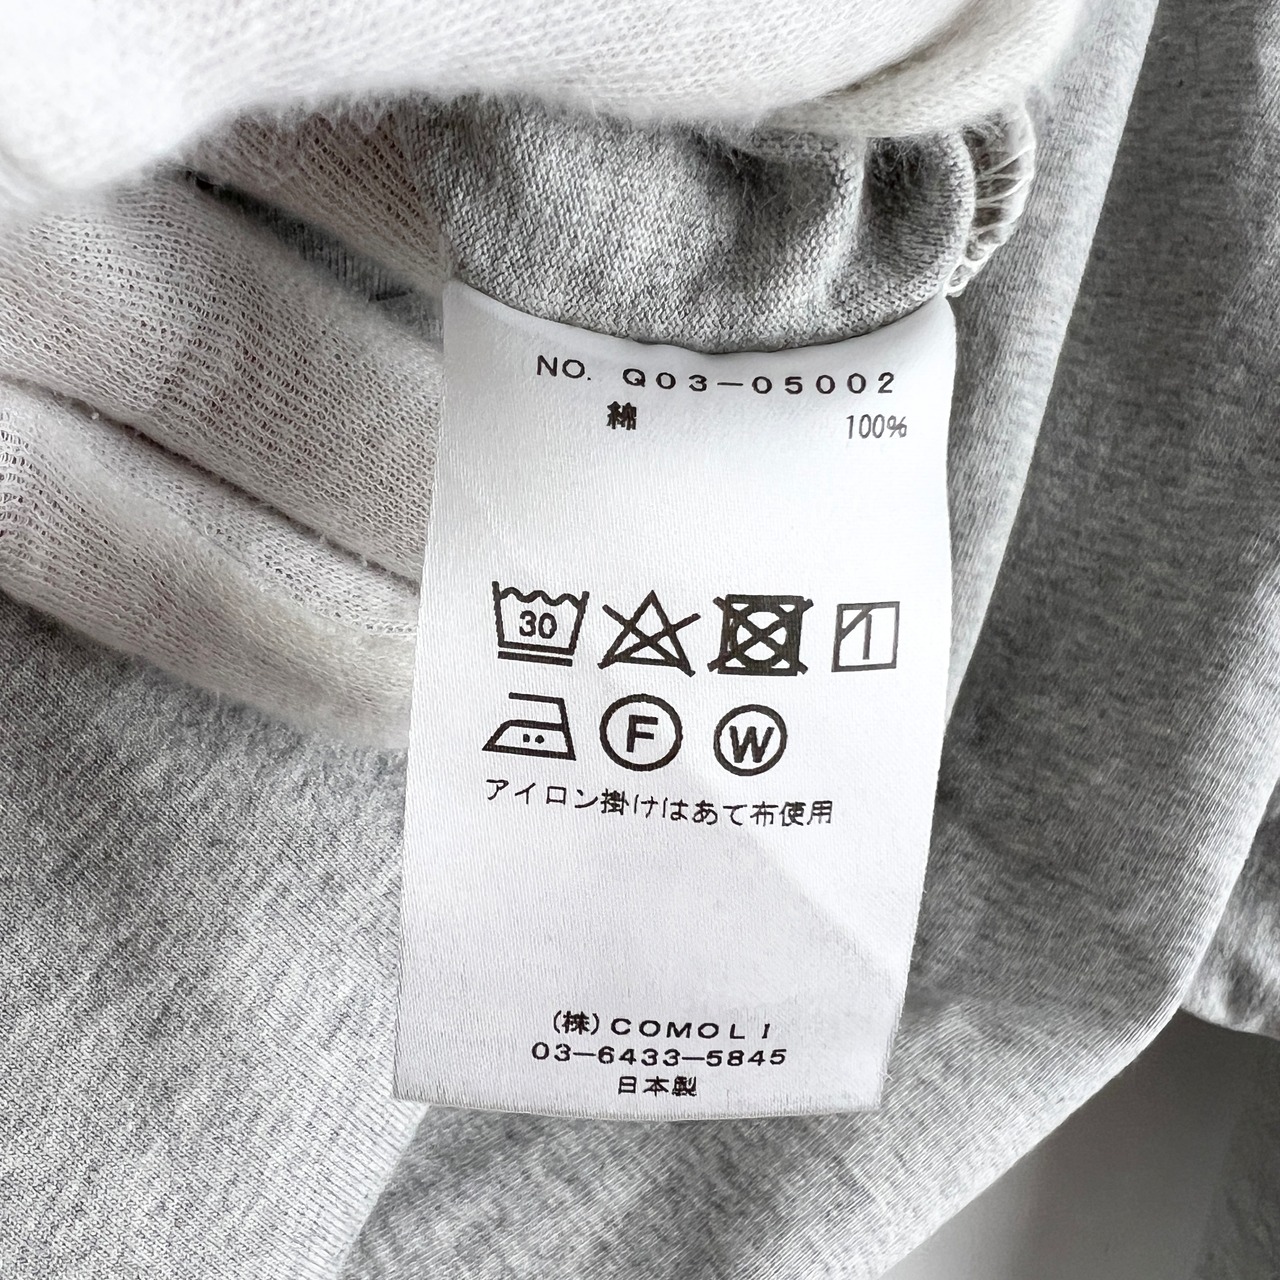 NO. Q03-05002
綿 100%
30
F W
アイロン掛けはあて布使用
(株)COMOLI
03-6433-5845
日本製